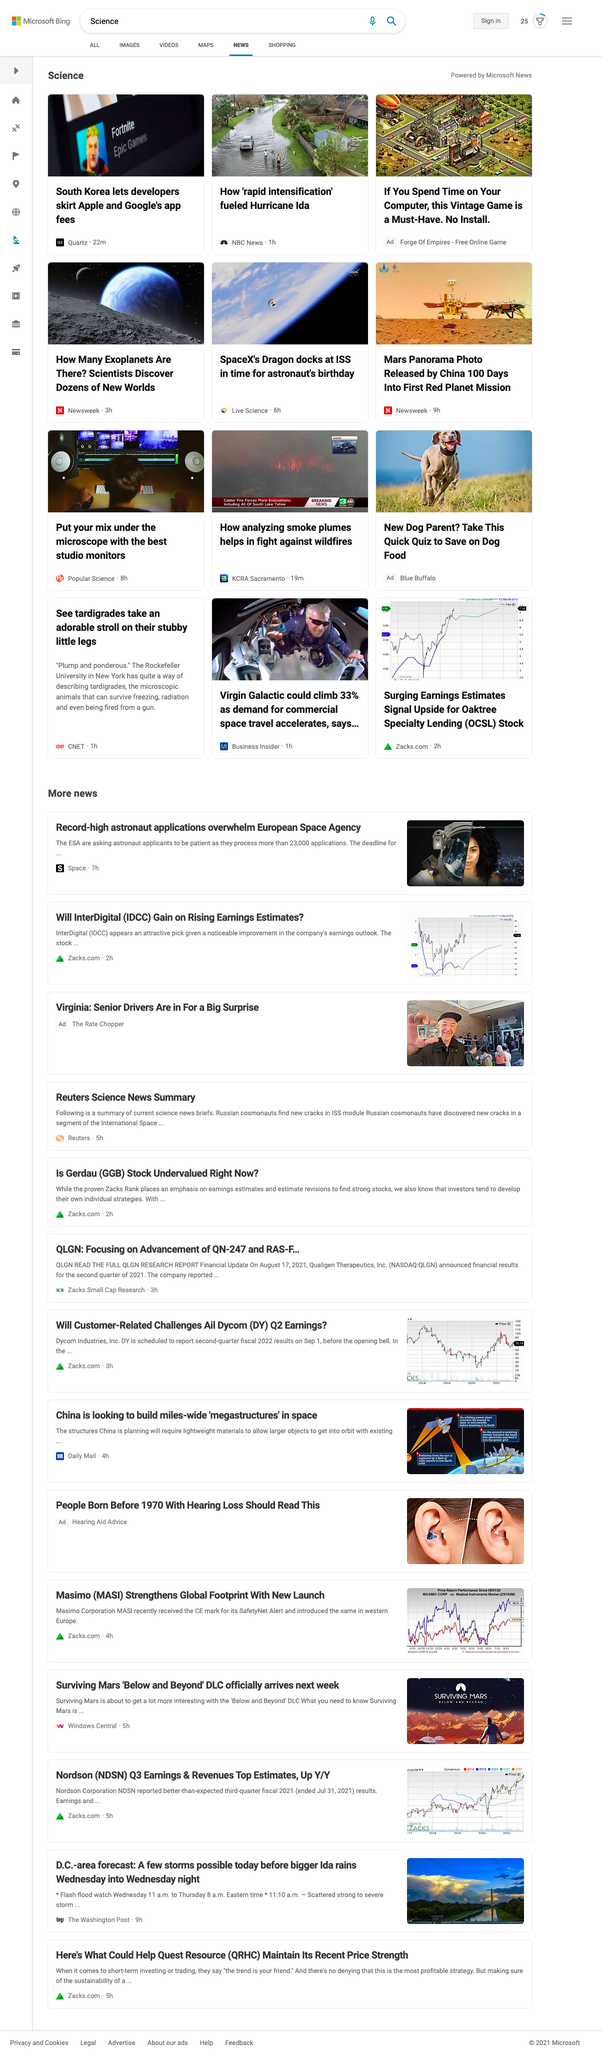 Microsoft Bing
Science
Sign in
25
ALL
IMAGES
VIDEOS
MAPS
NEWS
SHOPPING
Science
Powered by Microsoft News
Fortnite
Epic Games
South Korea lets developers
skirt Apple and Google's app
fees
Quartz · 22m
How 'rapid intensification'
fueled Hurricane Ida
NBC News · 1h
If You Spend Time on Your
Computer, this Vintage Game is
a Must-Have. No Install.
Ad Forge Of Empires - Free Online Game
How Many Exoplanets Are
There? Scientists Discover
Dozens of New Worlds
Newsweek · 3h
SpaceX's Dragon docks at ISS
in time for astronaut's birthday
Live Science · 6h
Mars Panorama Photo
Released by China 100 Days
Into First Red Planet Mission
Newsweek · 9h
Put your mix under the
microscope with the best
studio monitors
Popular Science · 8h
BREAKING
NEWS
How analyzing smoke plumes
helps in fight against wildfires
KCRA Sacramento · 19m
New Dog Parent? Take This
Quick Quiz to Save on Dog
Food
Ad Blue Buffalo
See tardigrades take an
adorable stroll on their stubby
little legs
"Plump and ponderous." The Rockefeller
University in New York has quite a way of
describing tardigrades, the microscopic
animals that can survive freezing, radiation
and even being fired from a gun.
CNET · 1h
Virgin Galactic could climb 33%
as demand for commercial
space travel accelerates, says...
Business Insider · 1h
Surging Earnings Estimates
Signal Upside for Oaktree
Specialty Lending (OCSL) Stock
Zacks.com · 2h
More news
Record-high astronaut applications overwhelm European Space Agency
The ESA are asking astronaut applicants to be patient as they process more than 23,000 applications. The deadline for
...
Space · 7h
Will InterDigital (IDCC) Gain on Rising Earnings Estimates?
InterDigital (IDCC) appears an attractive pick given a noticeable improvement in the company's earnings outlook. The
stock ...
Zacks.com · 2h
Virginia: Senior Drivers Are in For a Big Surprise
Ad The Rate Chopper
Reuters Science News Summary
Following is a summary of current science news briefs. Russian cosmonauts find new cracks in ISS module Russian cosmonauts have discovered new cracks in a
segment of the International Space ...
Reuters · 5h
Is Gerdau (GGB) Stock Undervalued Right Now?
While the proven Zacks Rank places an emphasis on earnings estimates and estimate revisions to find strong stocks, we also know that investors tend to develop
their own individual strategies. With ...
Zacks.com · 2h
QLGN: Focusing on Advancement of QN-247 and RAS-F...
QLGN READ THE FULL QLGN RESEARCH REPORT Financial Update On August 17, 2021, Qualigen Therapeutics, Inc. (NASDAQ:QLGN) announced financial results
for the second quarter of 2021. The company reported ...
Zacks Small Cap Research · 3h
Will Customer-Related Challenges Ail Dycom (DY) Q2 Earnings?
Dycom Industries, Inc. DY is scheduled to report second-quarter fiscal 2022 results on Sep 1, before the opening bell. In
the ...
Zacks.com · 3h
China is looking to build miles-wide 'megastructures' in space
The structures China is planning will require lightweight materials to allow larger objects to get into orbit with existing
...
Daily Mail · 4h
People Born Before 1970 With Hearing Loss Should Read This
Ad Hearing Aid Advice
Masimo (MASI) Strengthens Global Footprint With New Launch
Masimo Corporation MASI recently received the CE mark for its SafetyNet Alert and introduced the same in western
Europe.
Zacks.com · 4h
Surviving Mars 'Below and Beyond' DLC officially arrives next week
Surviving Mars is about to get a lot more interesting with the 'Below and Beyond' DLC What you need to know Surviving
Mars is ...
Windows Central · 5h
SURVIVING MARS
BELOW AND BEYOND
Nordson (NDSN) Q3 Earnings & Revenues Top Estimates, Up Y/Y
Nordson Corporation NDSN reported better-than-expected third-quarter fiscal 2021 (ended Jul 31, 2021) results.
Earnings and ...
Zacks.com · 5h
ZACKS
D.C.-area forecast: A few storms possible today before bigger Ida rains
Wednesday into Wednesday night
* Flash flood watch Wednesday 11 a.m. to Thursday 8 a.m. Eastern time * 11:10 a.m. — Scattered strong to severe
storm ...
The Washington Post · 9h
Here's What Could Help Quest Resource (QRHC) Maintain Its Recent Price Strength
When it comes to short-term investing or trading, they say "the trend is your friend." And there's no denying that this is the most profitable strategy. But making sure
of the sustainability of a ...
Zacks.com · 5h
Privacy and Cookies
Legal
Advertise
About our ads
Help
Feedback
© 2021 Microsoft